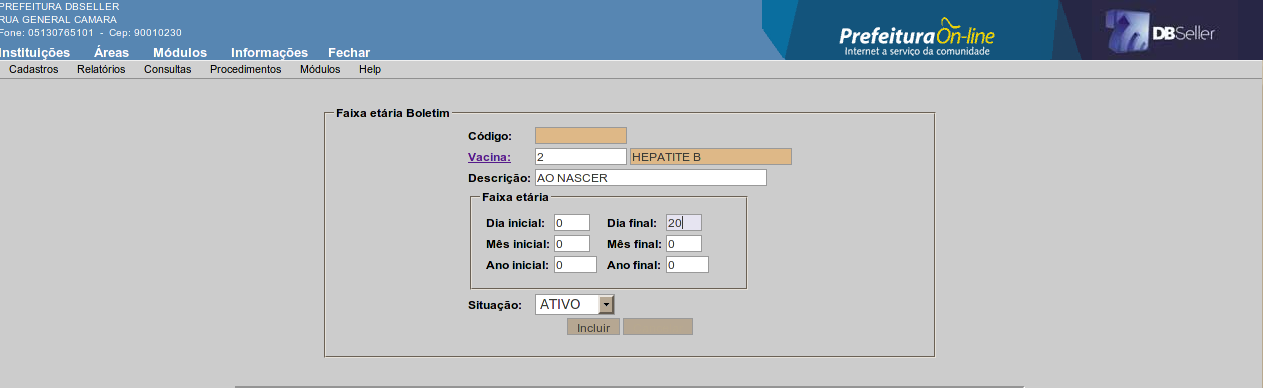 PREFEITURA DBSELLER
RUA GENERAL CAMARA
Fone: 05130765101 - Cep: 90010230
PrefeituraOn-line
Internet a serviço da comunidade
DBSeller
Instituições Áreas Módulos Informações Fechar
Cadastros Relatórios Consultas Procedimentos Módulos Help
Faixa etária Boletim
Código:
Vacina: 2 HEPATITE B
Descrição: AO NASCER
Faixa etária
Dia inicial: 0 Dia final: 20
Mês inicial: 0 Mês final: 0
Ano inicial: 0 Ano final: 0
Situação: ATIVO
Incluir